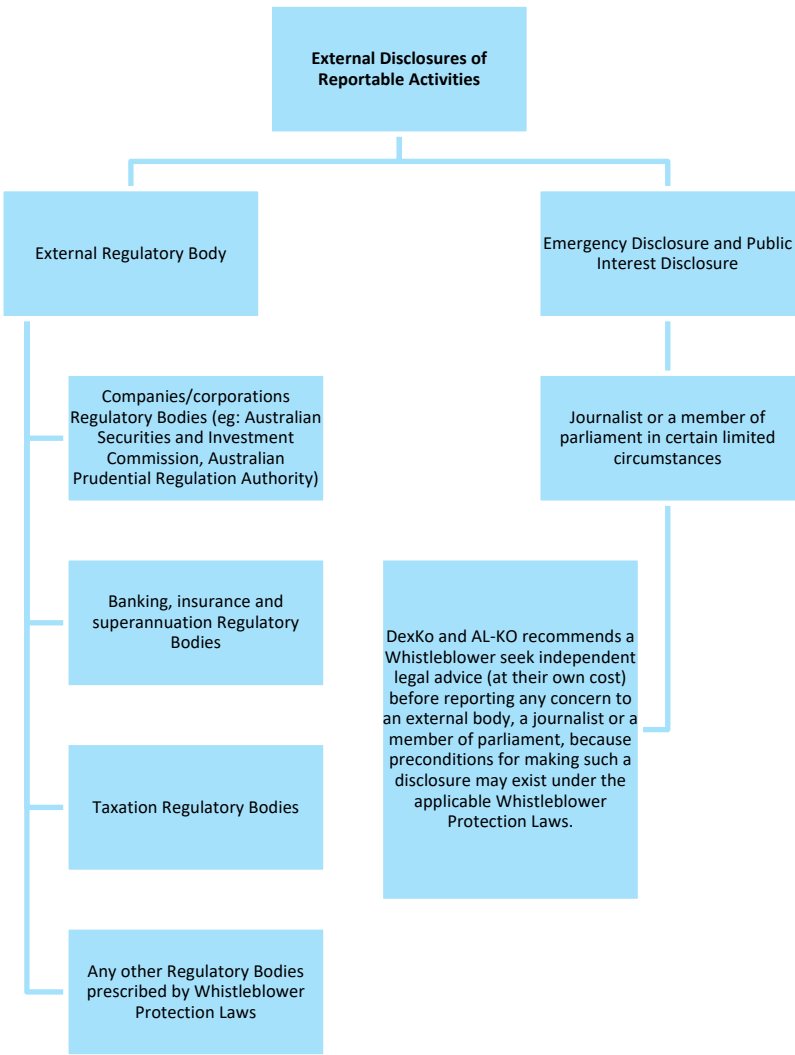 External Disclosures of
Reportable Activities
External Regulatory Body
Emergency Disclosure and Public
Interest Disclosure
Companies/corporations
Regulatory Bodies (eg: Australian
Securities and Investment
Commission, Australian
Prudential Regulation Authority)
Journalist or a member of
parliament in certain limited
circumstances
Banking, insurance and
superannuation Regulatory
Bodies
DexKo and AL-KO recommends a
Whistleblower seek independent
legal advice (at their own cost)
before reporting any concern to
an external body, a journalist or a
member of parliament, because
preconditions for making such a
disclosure may exist under the
applicable Whistleblower
Protection Laws.
Taxation Regulatory Bodies
Any other Regulatory Bodies
prescribed by Whistleblower
Protection Laws